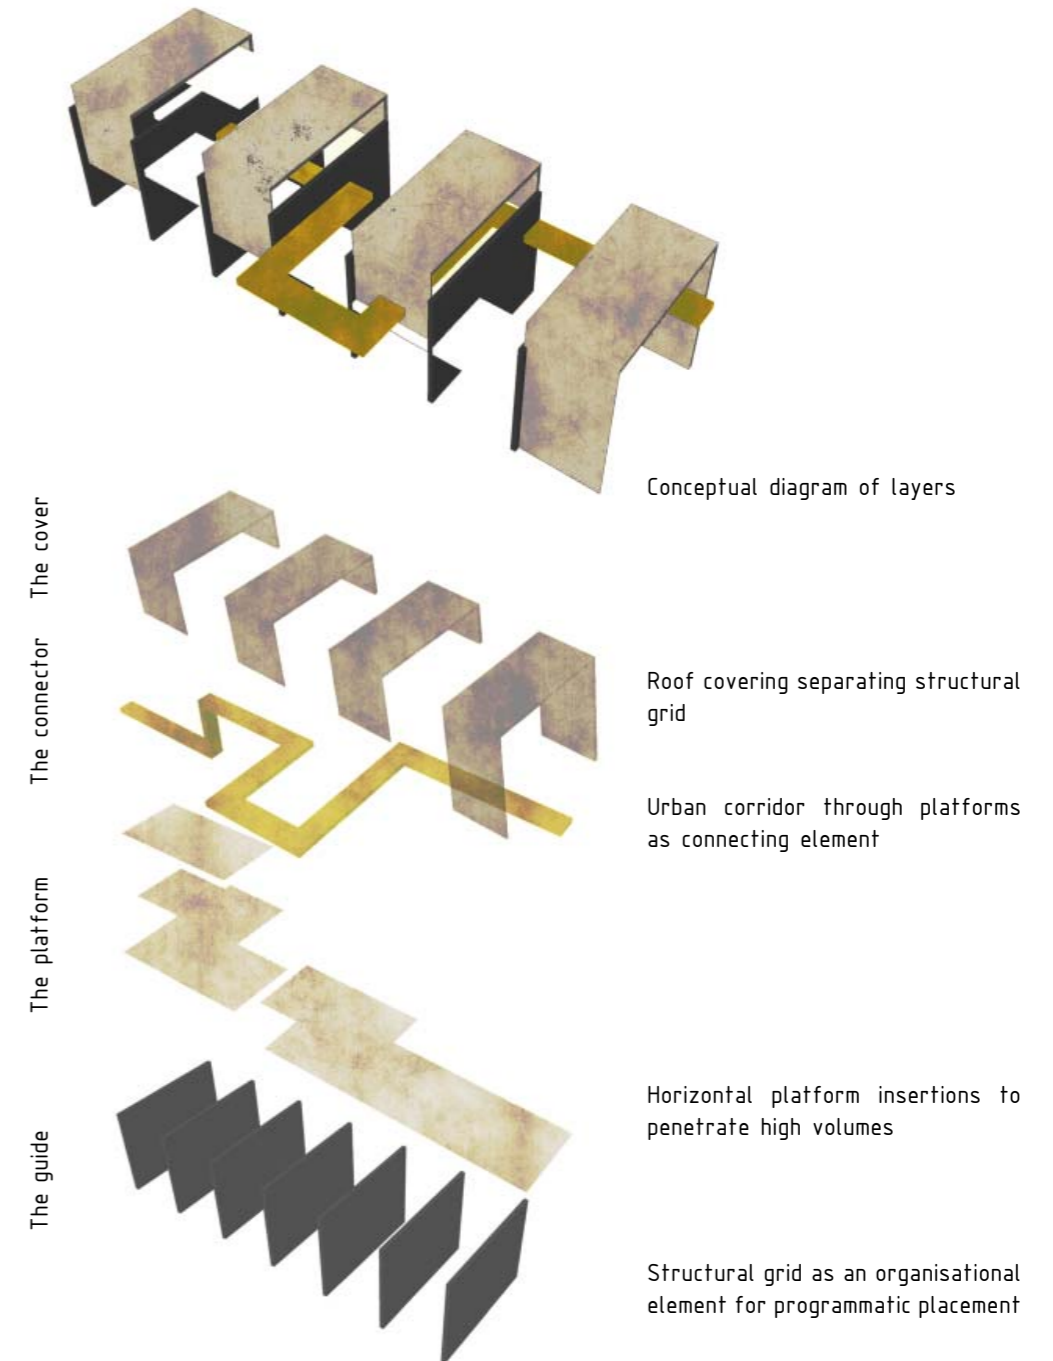 Conceptual diagram of layers
The cover
Roof covering separating structural
grid
The connector
Urban corridor through platforms
as connecting element
The platform
Horizontal platform insertions to
penetrate high volumes
The guide
Structural grid as an organisational
element for programmatic placement